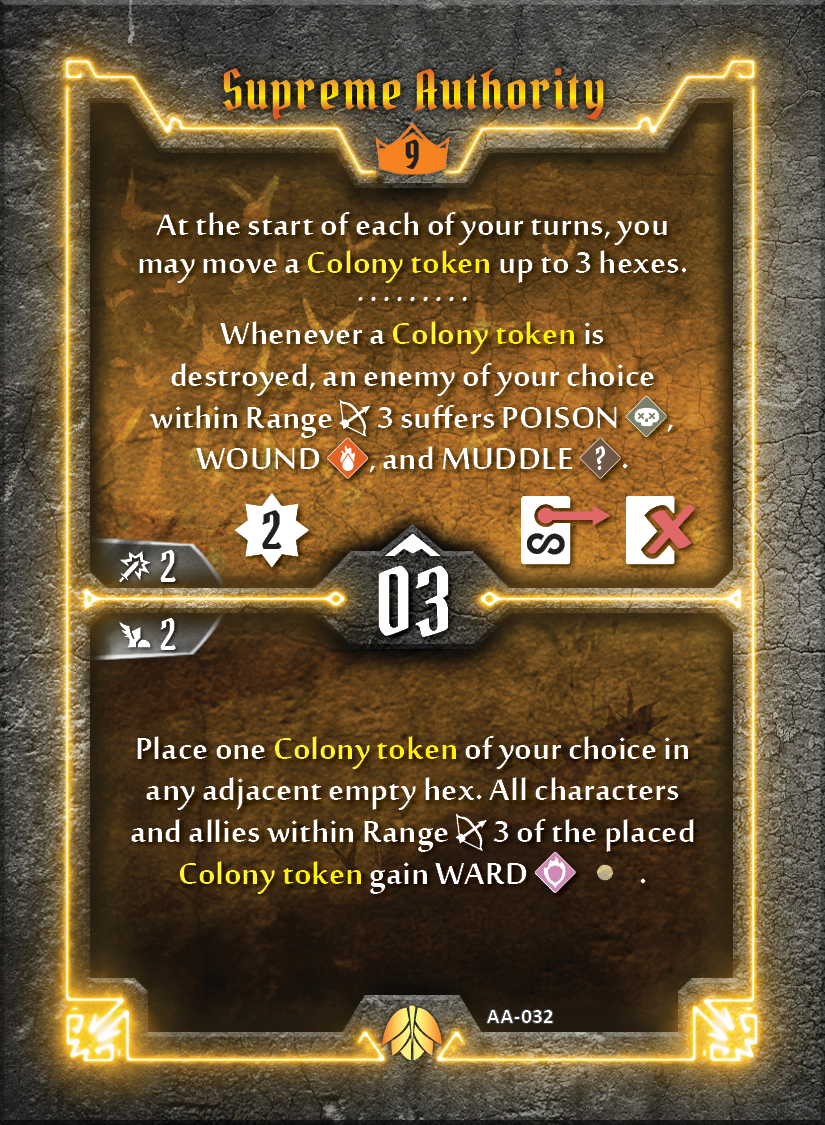 Supreme Authority
9
At the start of each of your turns, you
may move a Colony token up to 3 hexes.
.........
Whenever a Colony token is
destroyed, an enemy of your choice
within Range 3 suffers POISON ,
WOUND , and MUDDLE ? .
2
2
03
2
Place one Colony token of your choice in
any adjacent empty hex. All characters
and allies within Range 3 of the placed
Colony token gain WARD .
AA-032